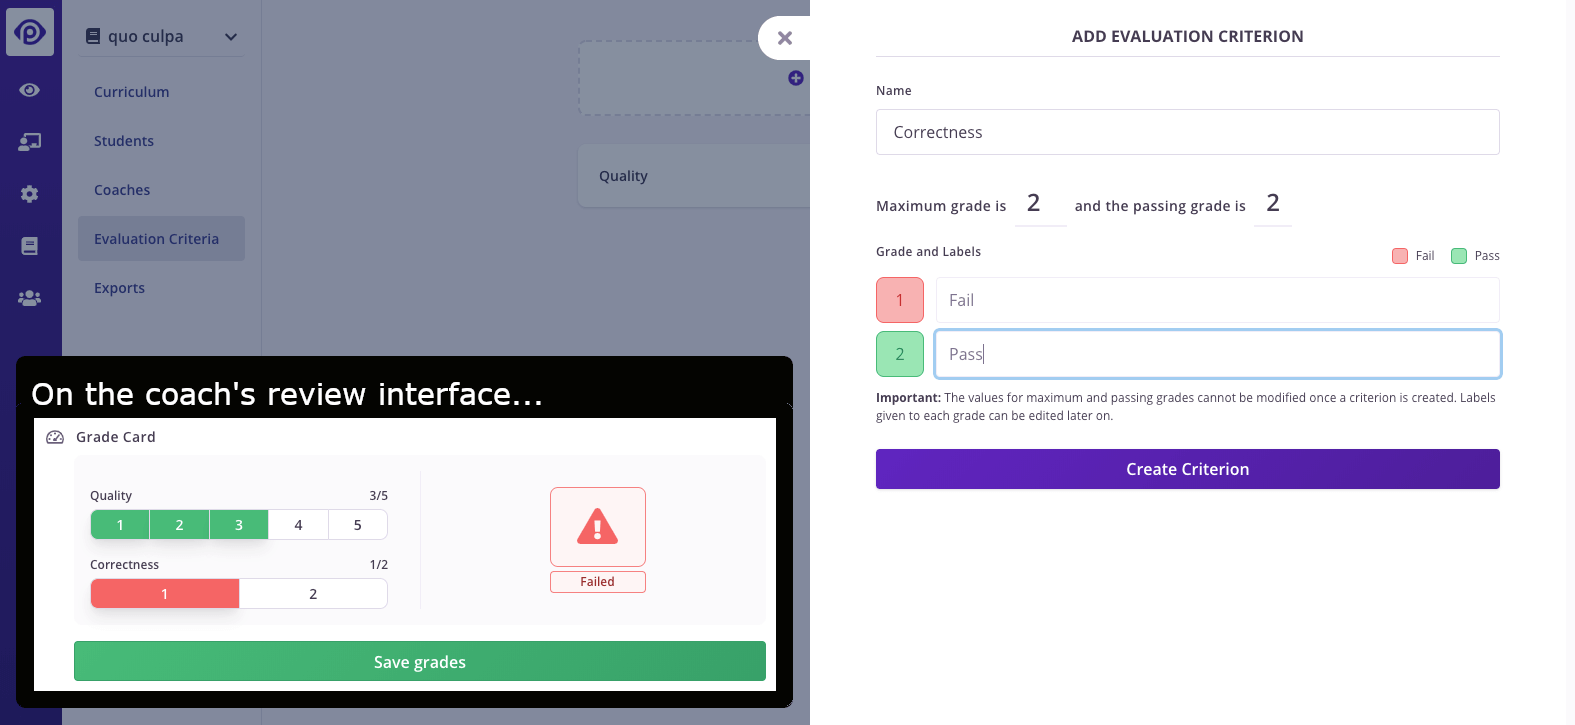 quo culpa
Curriculum
Students
Coaches
Evaluation Criteria
Exports
Quality
On the coach's review interface...
Grade Card
Quality 3/5
1 2 3 4 5
Correctness 1/2
1 2
Failed
Save grades
ADD EVALUATION CRITERION
Name
Correctness
Maximum grade is 2 and the passing grade is 2
Grade and Labels
Fail Pass
1 Fail
2 Pass
Important: The values for maximum and passing grades cannot be modified once a criterion is created. Labels
given to each grade can be edited later on.
Create Criterion